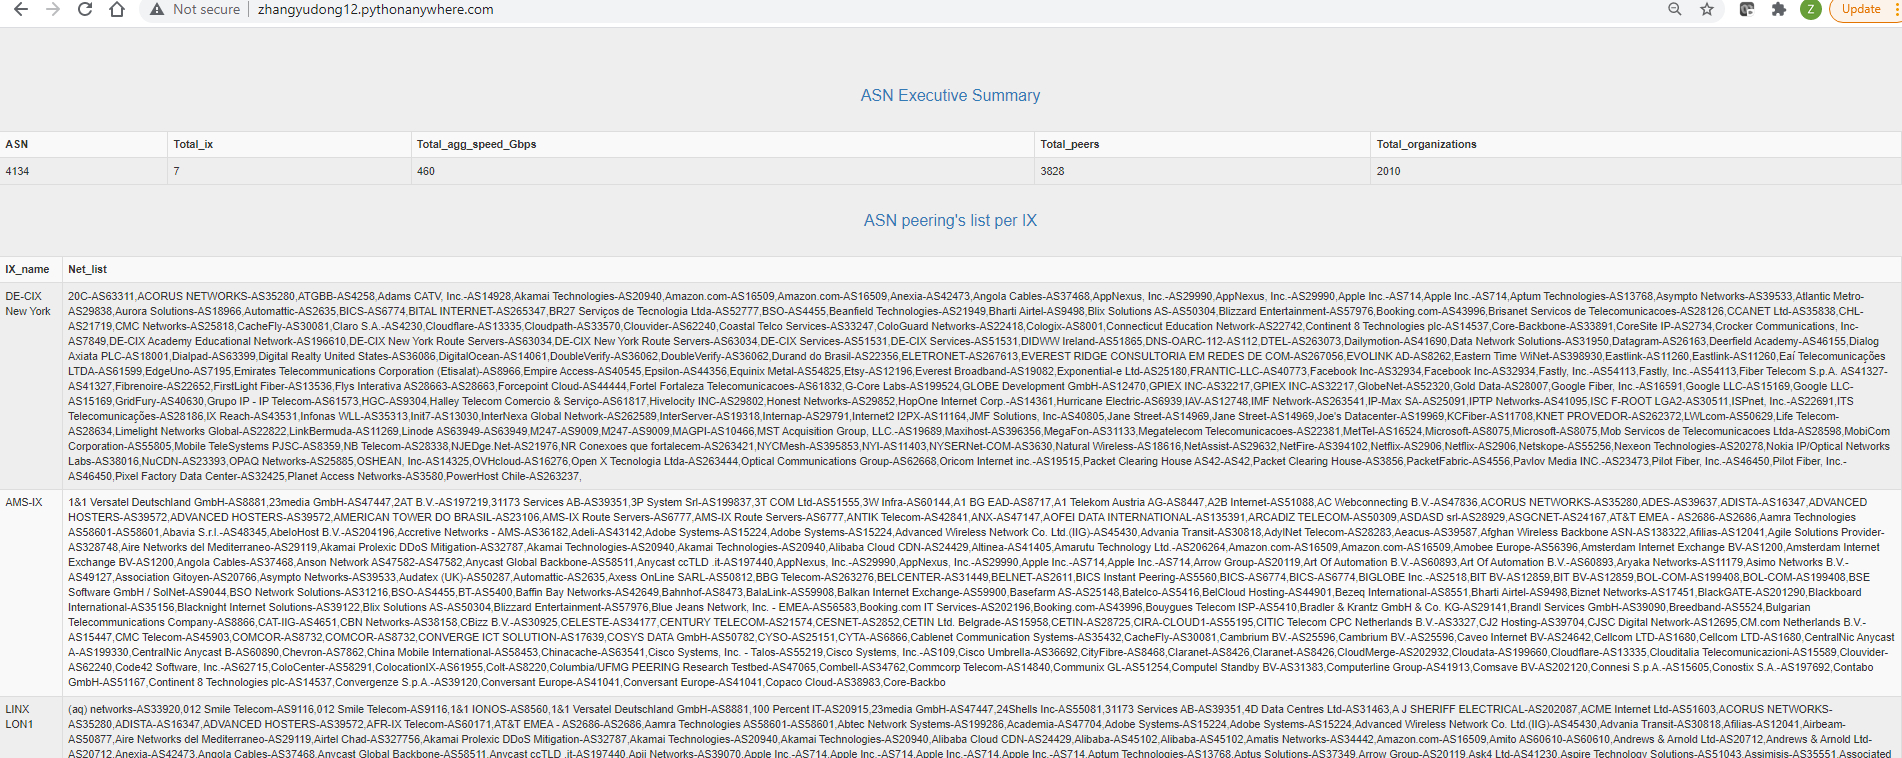 Not secure zhangyudong12.pythonanywhere.com Z Update
ASN Executive Summary
ASN Total_ix Total_agg_speed_Gbps Total_peers Total_organizations
4134 7 460 3828 2010
ASN peering's list per IX
IX_name Net_list
DE-CIX 20C-AS63311,ACORUS NETWORKS-AS35280,ATGBB-AS4258,Adams CATV, Inc.-AS14928,Akamai Technologies-AS20940,Amazon.com-AS16509,Amazon.com-AS16509,Anexia-AS42473,Angola Cables-AS37468,AppNexus, Inc.-AS29990,AppNexus, Inc.-AS29990,Apple Inc.-AS714,Apple Inc.-AS714,Aptum Technologies-AS13768,Asympto Networks-AS39533,Atlantic Metro-
New York AS29838,Aurora Solutions-AS18966,Automattic-AS2635,BICS-AS6774,BITAL INTERNET-AS265347,BR27 Serviços de Tecnologia Ltda-AS52777,BSO-AS4455,Beanfield Technologies-AS21949,Bharti Airtel-AS9498,Blix Solutions AS-AS50304,Blizzard Entertainment-AS57976,Booking.com-AS43996,Brisanet Servicos de Telecomunicacoes-AS28126,CCANET Ltd-AS35838,CHL-
AS21719,CMC Networks-AS25818,CacheFly-AS30081,Claro S.A.-AS4230,Cloudflare-AS13335,Cloudpath-AS33570,Clouvider-AS62240,Coastal Telco Services-AS33247,ColoGuard Networks-AS22418,Cologix-AS8001,Connecticut Education Network-AS22742,Continent 8 Technologies plc-AS14537,Core-Backbone-AS33891,CoreSite IP-AS2734,Crocker Communications, Inc-
AS7849,DE-CIX Academy Educational Network-AS196610,DE-CIX New York Route Servers-AS63034,DE-CIX New York Route Servers-AS63034,DE-CIX Services-AS51531,DE-CIX Services-AS51531,DIDWW Ireland-AS51865,DNS-OARC-112-AS112,DTEL-AS263073,Dailymotion-AS41690,Data Network Solutions-AS31950,Datagram-AS26163,Deerfield Academy-AS46155,Dialog
Axiata PLC-AS18001,Dialpad-AS63399,Digital Realty United States-AS36086,DigitalOcean-AS14061,DoubleVerify-AS36062,DoubleVerify-AS36062,Durand do Brasil-AS22356,ELETRONET-AS267613,EVEREST RIDGE CONSULTORIA EM REDES DE COM-AS267056,EVOLINK AD-AS8262,Eastern Time WiNet-AS398930,Eastlink-AS11260,Eastlink-AS11260,Eaí Telecomunicações
LTDA-AS61599,EdgeUno-AS7195,Emirates Telecommunications Corporation (Etisalat)-AS8966,Empire Access-AS40545,Epsilon-AS44356,Equinix Metal-AS54825,Etsy-AS12196,Everest Broadband-AS19082,Exponential-e Ltd-AS25180,FRANTIC-LLC-AS40773,Facebook Inc-AS32934,Facebook Inc-AS32934,Fastly, Inc.-AS54113,Fastly, Inc.-AS54113,Fiber Telecom S.p.A. AS41327-
AS41327,Fibrenoire-AS22652,FirstLight Fiber-AS13536,Flys Interativa AS28663-AS28663,Forcepoint Cloud-AS44444,Fortel Fortaleza Telecomunicacoes-AS61832,G-Core Labs-AS199524,GLOBE Development GmbH-AS12470,GPIEX INC-AS32217,GPIEX INC-AS32217,GlobeNet-AS52320,Gold Data-AS28007,Google Fiber, Inc.-AS16591,Google LLC-AS15169,Google LLC-
AS15169,GridFury-AS40630,Grupo IP - IP Telecom-AS61573,HGC-AS9304,Halley Telecom Comercio & Serviço-AS61817,Hivelocity INC-AS29802,Honest Networks-AS29852,HopOne Internet Corp.-AS14361,Hurricane Electric-AS6939,IAV-AS12748,IMF Network-AS263541,IP-Max SA-AS25091,IPTP Networks-AS41095,ISC F-ROOT LGA2-AS30511,ISPnet, Inc.-AS22691,ITS
Telecomunicações-AS28186,IX Reach-AS43531,Infonas WLL-AS35313,Init7-AS13030,InterNexa Global Network-AS262589,InterServer-AS19318,Internap-AS29791,Internet2 I2PX-AS11164,JMF Solutions, Inc-AS40805,Jane Street-AS14969,Jane Street-AS14969,Joe's Datacenter-AS19969,KCFiber-AS11708,KNET PROVEDOR-AS262372,LWLcom-AS50629,Life Telecom-
AS28634,Limelight Networks Global-AS22822,LinkBermuda-AS11269,Linode AS63949-AS63949,M247-AS9009,M247-AS9009,MAGPI-AS10466,MST Acquisition Group, LLC.-AS19689,Maxihost-AS396356,MegaFon-AS31133,Megatelecom Telecomunicacoes-AS22381,MetTel-AS16524,Microsoft-AS8075,Microsoft-AS8075,Mob Servicos de Telecomunicacoes Ltda-AS28598,MobiCom
Corporation-AS55805,Mobile TeleSystems PJSC-AS8359,NB Telecom-AS28338,NJEDge.Net-AS21976,NR Conexoes que fortalecem-AS263421,NYCMesh-AS395853,NYI-AS11403,NYSERNet-COM-AS3630,Natural Wireless-AS18616,NetAssist-AS29632,NetFire-AS394102,Netflix-AS2906,Netflix-AS2906,Netskope-AS55256,Nexeon Technologies-AS20278,Nokia IP/Optical Networks
Labs-AS38016,NuCDN-AS23393,OPAQ Networks-AS25885,OSHEAN, Inc-AS14325,OVHcloud-AS16276,Open X Tecnologia Ltda-AS263444,Optical Communications Group-AS62668,Oricom Internet inc.-AS19515,Packet Clearing House AS42-AS42,Packet Clearing House-AS3856,PacketFabric-AS4556,Pavlov Media INC-AS23473,Pilot Fiber, Inc.-AS46450,Pilot Fiber, Inc.-
AS46450,Pixel Factory Data Center-AS32425,Planet Access Networks-AS3580,PowerHost Chile-AS263237,
AMS-IX 1&1 Versatel Deutschland GmbH-AS8881,23media GmbH-AS47447,2AT B.V.-AS197219,31173 Services AB-AS39351,3P System Srl-AS199837,3T COM Ltd-AS51555,3W Infra-AS60144,A1 BG EAD-AS8717,A1 Telekom Austria AG-AS8447,A2B Internet-AS51088,AC Webconnecting B.V.-AS47836,ACORUS NETWORKS-AS35280,ADES-AS39637,ADISTA-AS16347,ADVANCED
HOSTERS-AS39572,ADVANCED HOSTERS-AS39572,AMERICAN TOWER DO BRASIL-AS23106,AMS-IX Route Servers-AS6777,AMS-IX Route Servers-AS6777,ANTIK Telecom-AS42841,ANX-AS47147,AOFEI DATA INTERNATIONAL-AS135391,ARCADIZ TELECOM-AS50309,ASDASD srl-AS28929,ASGCNET-AS24167,AT&T EMEA - AS2686-AS2686,Aamra Technologies
AS58601-AS58601,Abavia S.r.l.-AS48345,AbeloHost B.V.-AS204196,Accretive Networks - AMS-AS36182,Adeli-AS43142,Adobe Systems-AS15224,Adobe Systems-AS15224,Advanced Wireless Network Co. Ltd.(IIG)-AS45430,Advania Transit-AS30818,AdylNet Telecom-AS28283,Aeacus-AS39587,Afghan Wireless Backbone ASN-AS138322,Afilias-AS12041,Agile Solutions Provider-
AS328748,Aire Networks del Mediterraneo-AS29119,Akamai Prolexic DDoS Mitigation-AS32787,Akamai Technologies-AS20940,Akamai Technologies-AS20940,Alibaba Cloud CDN-AS24429,Altinea-AS41405,Amarutu Technology Ltd.-AS206264,Amazon.com-AS16509,Amazon.com-AS16509,Amobee Europe-AS56396,Amsterdam Internet Exchange BV-AS1200,Amsterdam Internet
Exchange BV-AS1200,Angola Cables-AS37468,Anson Network AS47582-AS47582,Anycast Global Backbone-AS58511,Anycast ccTLD .it-AS197440,AppNexus, Inc.-AS29990,AppNexus, Inc.-AS29990,Apple Inc.-AS714,Apple Inc.-AS714,Arrow Group-AS20119,Art Of Automation B.V.-AS60893,Art Of Automation B.V.-AS60893,Aryaka Networks-AS11179,Asimo Networks B.V.-
AS49127,Association Gitoyen-AS20766,Asympto Networks-AS39533,Audatex (UK)-AS50287,Automattic-AS2635,Axess OnLine SARL-AS50812,BBG Telecom-AS263276,BELCENTER-AS31449,BELNET-AS2611,BICS Instant Peering-AS5560,BICS-AS6774,BICS-AS6774,BIGLOBE Inc.-AS2518,BIT BV-AS12859,BIT BV-AS12859,BOL-COM-AS199408,BOL-COM-AS199408,BSE
Software GmbH / SolNet-AS9044,BSO Network Solutions-AS31216,BSO-AS4455,BT-AS5400,Baffin Bay Networks-AS42649,Bahnhof-AS8473,BalaLink-AS59908,Balkan Internet Exchange-AS59900,Basefarm AS-AS25148,Batelco-AS5416,BelCloud Hosting-AS44901,Bezeq International-AS8551,Bharti Airtel-AS9498,Biznet Networks-AS17451,BlackGATE-AS201290,Blackboard
International-AS35156,Blacknight Internet Solutions-AS39122,Blix Solutions AS-AS50304,Blizzard Entertainment-AS57976,Blue Jeans Network, Inc. - EMEA-AS56583,Booking.com IT Services-AS202196,Booking.com-AS43996,Bouygues Telecom ISP-AS5410,Bradler & Krantz GmbH & Co. KG-AS29141,Brandl Services GmbH-AS39090,Breedband-AS5524,Bulgarian
Telecommunications Company-AS8866,CAT-IIG-AS4651,CBN Networks-AS38158,CBizz B.V.-AS30925,CELESTE-AS34177,CENTURY TELECOM-AS21574,CESNET-AS2852,CETIN Ltd. Belgrade-AS15958,CETIN-AS28725,CIRA-CLOUD1-AS55195,CITIC Telecom CPC Netherlands B.V.-AS3327,CJ2 Hosting-AS39704,CJSC Digital Network-AS12695,CM.com Netherlands B.V.-
AS15447,CMC Telecom-AS45903,COMCOR-AS8732,COMCOR-AS8732,CONVERGE ICT SOLUTION-AS17639,COSYS DATA GmbH-AS50782,CYSO-AS25151,CYTA-AS6866,Cablenet Communication Systems-AS35432,CacheFly-AS30081,Cambrium BV.-AS25596,Cambrium BV.-AS25596,Caveo Internet BV-AS24642,Cellcom LTD-AS1680,Cellcom LTD-AS1680,CentralNic Anycast
A-AS199330,CentralNic Anycast B-AS60890,Chevron-AS7862,China Mobile International-AS58453,Chinacache-AS63541,Cisco Systems, Inc. - Talos-AS55219,Cisco Systems, Inc.-AS109,Cisco Umbrella-AS36692,CityFibre-AS8468,Claranet-AS8426,Claranet-AS8426,CloudMerge-AS202932,Cloudata-AS199660,Cloudflare-AS13335,Clouditalia Telecomunicazioni-AS15589,Clouvider-
AS62240,Code42 Software, Inc.-AS62715,ColoCenter-AS58291,ColocationIX-AS61955,Colt-AS8220,Columbia/UFMG PEERING Research Testbed-AS47065,Combell-AS34762,Commcorp Telecom-AS14840,Communix GL-AS51254,Computel Standby BV-AS31383,Computerline Group-AS41913,Comsave BV-AS202120,Connesi S.p.A.-AS15605,Conostix S.A.-AS197692,Contabo
GmbH-AS51167,Continent 8 Technologies plc-AS14537,Convergenze S.p.A.-AS39120,Conversant Europe-AS41041,Conversant Europe-AS41041,Copaco Cloud-AS38983,Core-Backbo
LINX (aq) networks-AS33920,012 Smile Telecom-AS9116,012 Smile Telecom-AS9116,1&1 IONOS-AS8560,1&1 Versatel Deutschland GmbH-AS8881,100 Percent IT-AS20915,23media GmbH-AS47447,24Shells Inc-AS55081,31173 Services AB-AS39351,4D Data Centres Ltd-AS31463,A J SHERIFF ELECTRICAL-AS202087,ACME Internet Ltd-AS51603,ACORUS NETWORKS-
LON1 AS35280,ADISTA-AS16347,ADVANCED HOSTERS-AS39572,AFR-IX Telecom-AS60171,AT&T EMEA - AS2686-AS2686,Aamra Technologies AS58601-AS58601,Abtec Network Systems-AS199286,Academia-AS47704,Adobe Systems-AS15224,Adobe Systems-AS15224,Advanced Wireless Network Co. Ltd.(IIG)-AS45430,Advania Transit-AS30818,Afilias-AS12041,Airbeam-
AS50877,Aire Networks del Mediterraneo-AS29119,Airtel Chad-AS327756,Akamai Prolexic DDoS Mitigation-AS32787,Akamai Technologies-AS20940,Akamai Technologies-AS20940,Alibaba Cloud CDN-AS24429,Alibaba-AS45102,Alibaba-AS45102,Amatis Networks-AS34442,Amazon.com-AS16509,Amito AS60610-AS60610,Andrews & Arnold Ltd-AS20712,Andrews & Arnold Ltd-
AS20712,Anexia-AS42473,Angola Cables-AS37468,Anycast Global Backbone-AS58511,Anycast ccTLD .it-AS197440,Apii Networks-AS39070,Apple Inc.-AS714,Apple Inc.-AS714,Apple Inc.-AS714,Apple Inc.-AS714,Aptum Technologies-AS13768,Aptus Solutions-AS37349,Arrow Group-AS20119,Ask4 Ltd-AS41230,Aspire Technology Solutions-AS51043,Assimisis-AS35551,Associated